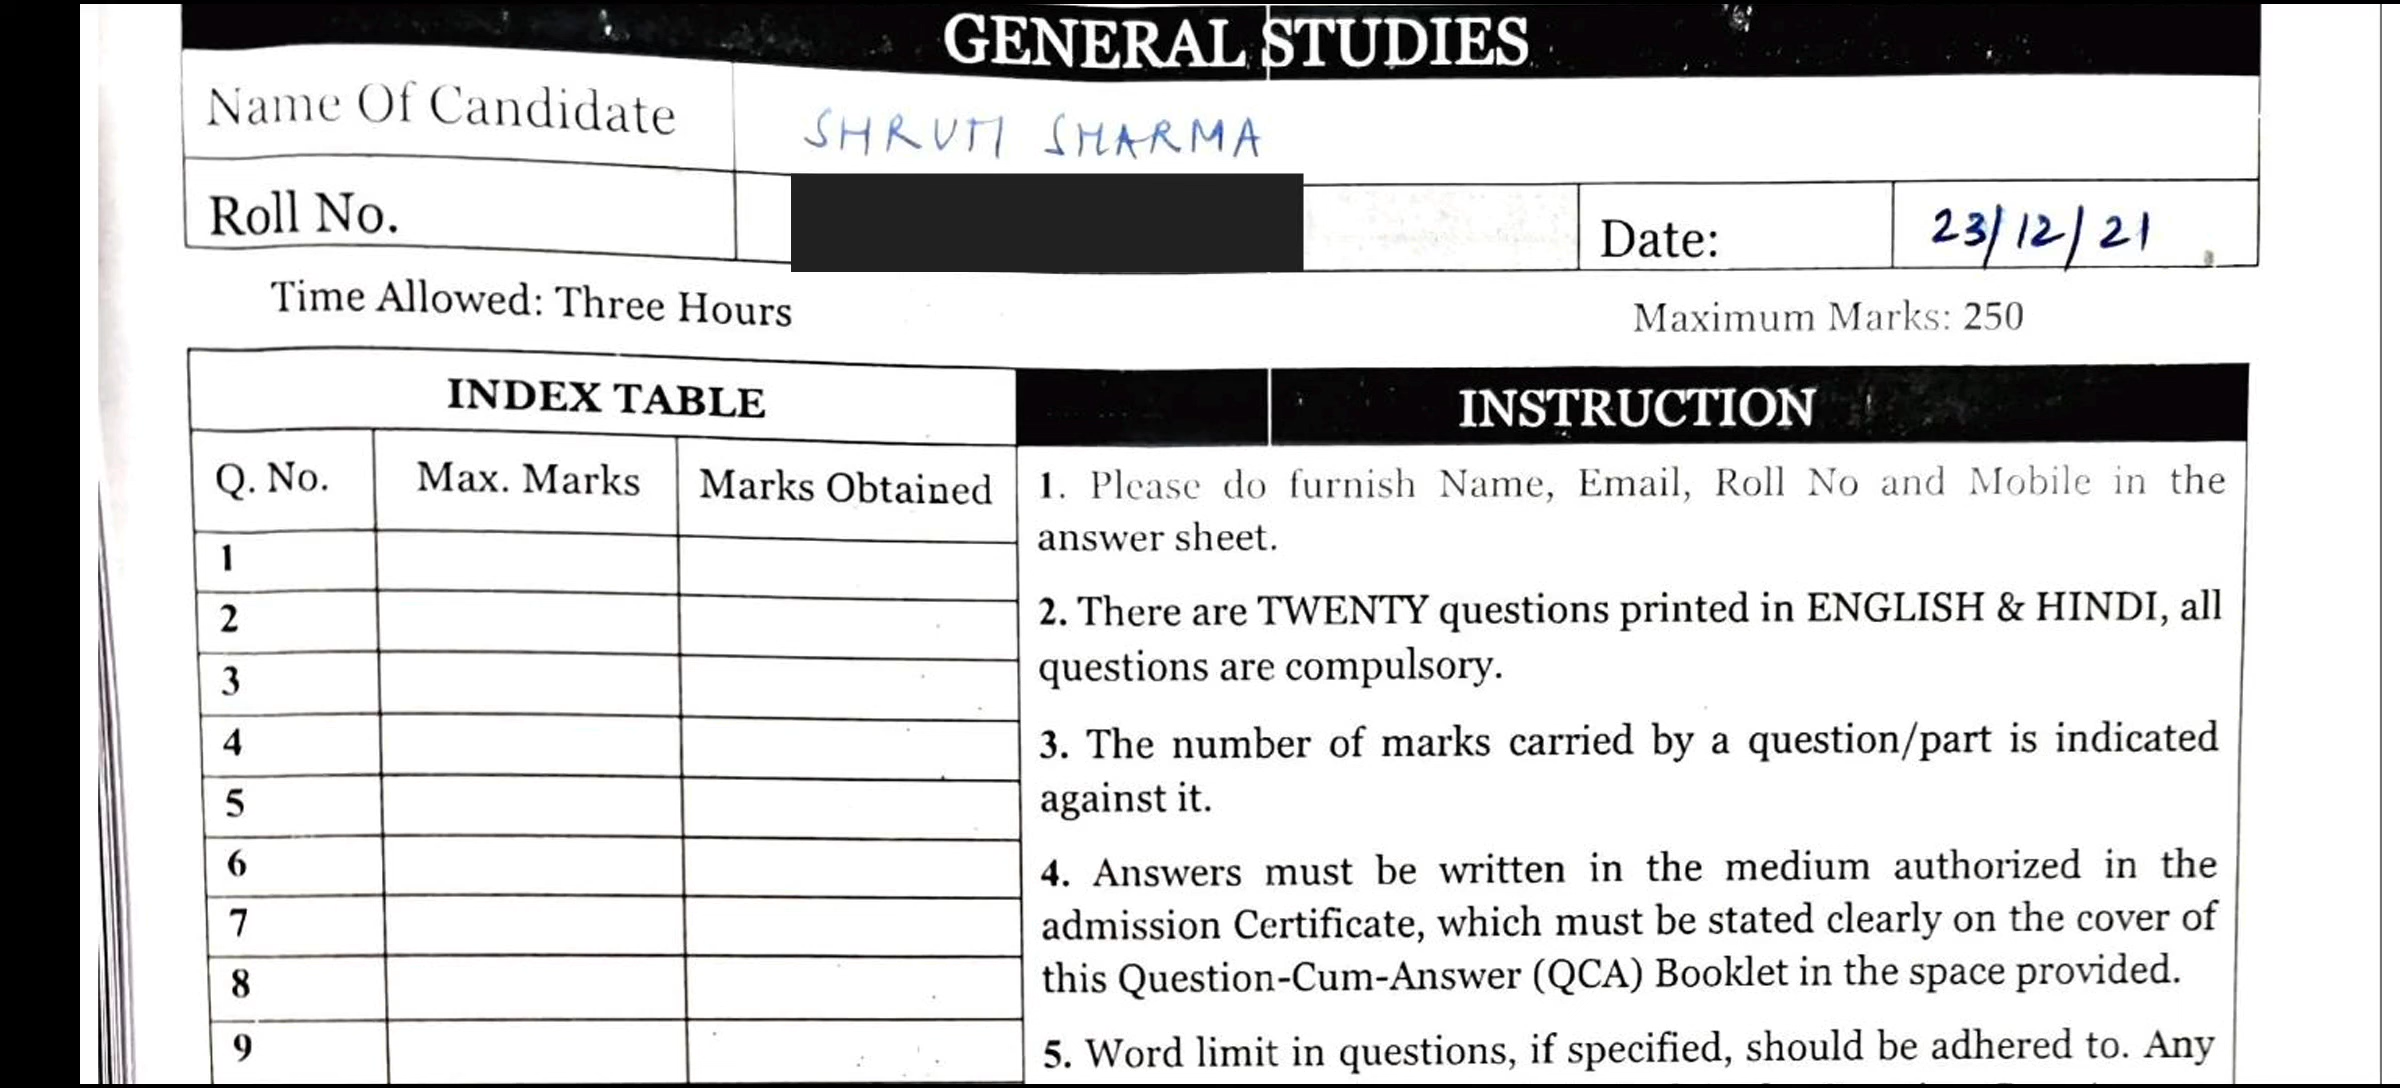 GENERAL STUDIES
Name Of Candidate
SHRUTI SHARMA
Roll No.
Date:
23/12/21
Time Allowed: Three Hours
Maximum Marks: 250
INDEX TABLE
Q. No.
Max. Marks
Marks Obtained
1
2
3
4
5
6
7
8
9
INSTRUCTION
1. Please do furnish Name, Email, Roll No and Mobile in the
answer sheet.
2. There are TWENTY questions printed in ENGLISH & HINDI, all
questions are compulsory.
3. The number of marks carried by a question/part is indicated
against it.
4. Answers must be written in the medium authorized in the
admission Certificate, which must be stated clearly on the cover of
this Question-Cum-Answer (QCA) Booklet in the space provided.
5. Word limit in questions, if specified, should be adhered to. Any